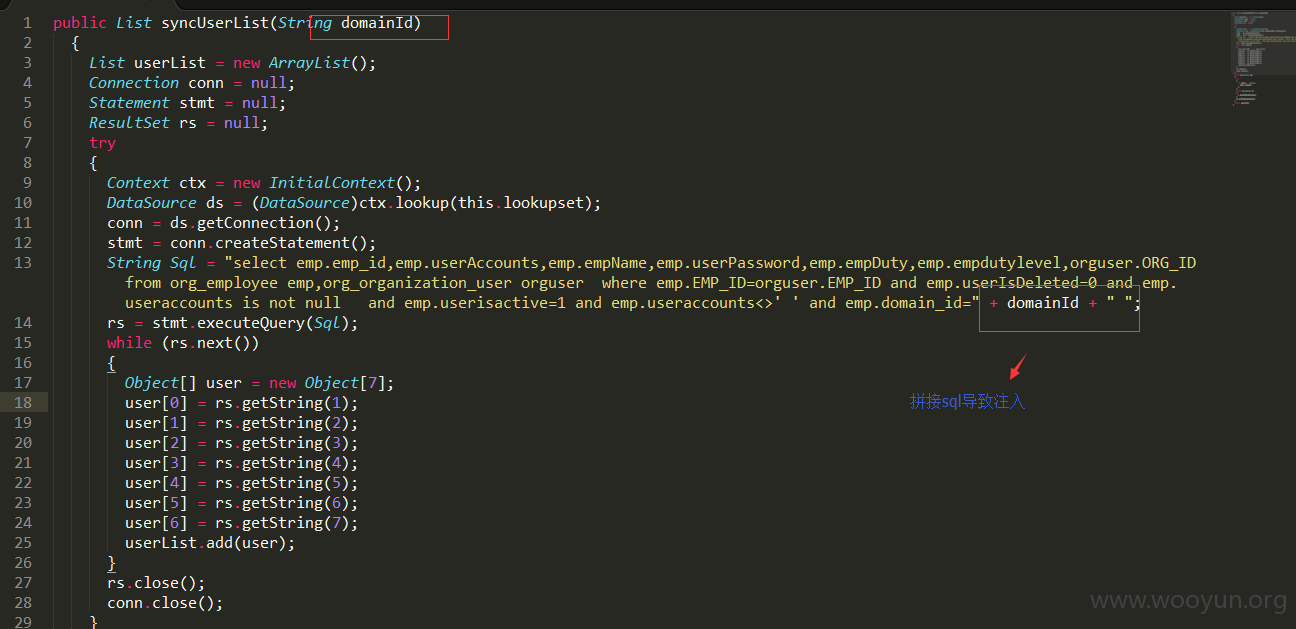 1 public List syncUserList(String domainId)
2 {
3 List userList = new ArrayList();
4 Connection conn = null;
5 Statement stmt = null;
6 ResultSet rs = null;
7 try
8 {
9 Context ctx = new InitialContext();
10 DataSource ds = (DataSource)ctx.lookup(this.lookupset);
11 conn = ds.getConnection();
12 stmt = conn.createStatement();
13 String Sql = "select emp.emp_id,emp.userAccounts,emp.empName,emp.userPassword,emp.empDuty,emp.empdutylevel,orguser.ORG_ID
from org_employee emp,org_organization_user orguser  where emp.EMP_ID=orguser.EMP_ID and emp.userIsDeleted=0 and emp.
useraccounts is not null   and emp.userisactive=1 and emp.useraccounts<>' ' and emp.domain_id=" + domainId + " ";
14 rs = stmt.executeQuery(Sql);
15 while (rs.next())
16 {
17 Object[] user = new Object[7];
18 user[0] = rs.getString(1);
19 user[1] = rs.getString(2);
20 user[2] = rs.getString(3);
21 user[3] = rs.getString(4);
22 user[4] = rs.getString(5);
23 user[5] = rs.getString(6);
24 user[6] = rs.getString(7);
25 userList.add(user);
26 }
27 rs.close();
28 conn.close();
29 }
拼接sql导致注入
www.wooyun.org